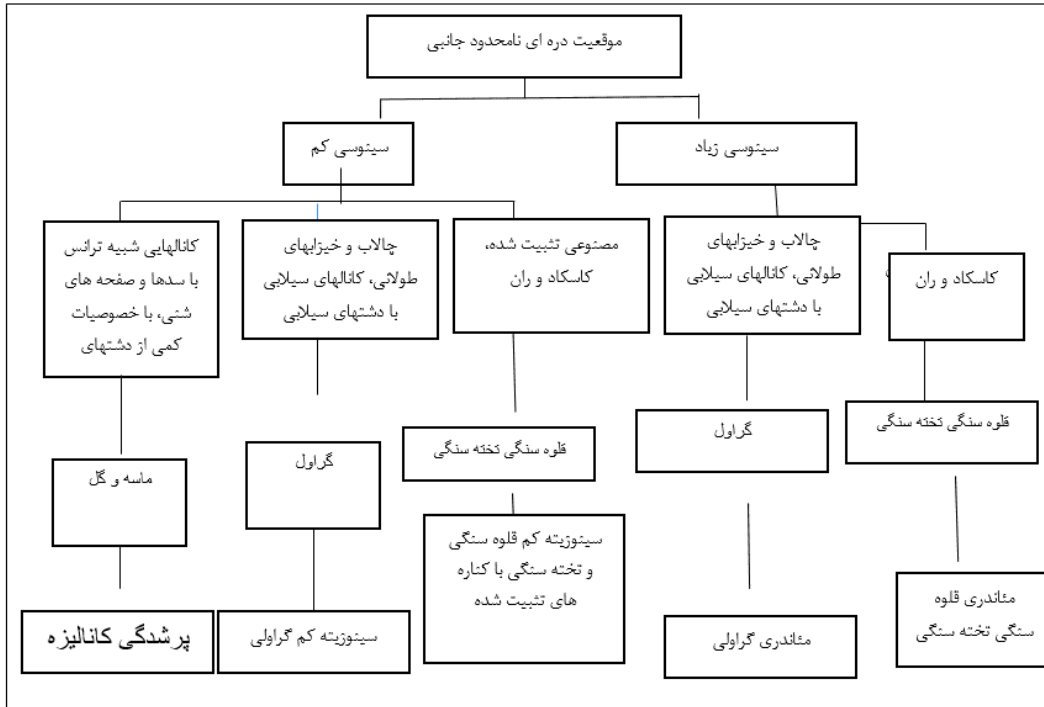 موقعیت دره ای نامحدود جانبی
سینوسی زیاد
سینوسی کم
کاسکاد و ران
چالاب و خیزابهای
طولانی، کانالهای سیلابی
با دشتهای سیلابی
مصنوعی تثبیت شده،
کاسکاد و ران
چالاب و خیزابهای
طولانی، کانالهای سیلابی
با دشتهای سیلابی
کانالهایی شبیه ترانس
با سدها و صفحه های
شنی، با خصوصیات
کمی از دشتهای
قلوه سنگی تخته سنگی
گراول
قلوه سنگی تخته سنگی
گراول
ماسه و گل
مئاندری قلوه
سنگی تخته سنگی
مئاندری گراولی
سینوزیته کم قلوه سنگی
و تخته سنگی با کناره
های تثبیت شده
سینوزیته کم گراولی
پرشدگی کانالیزه